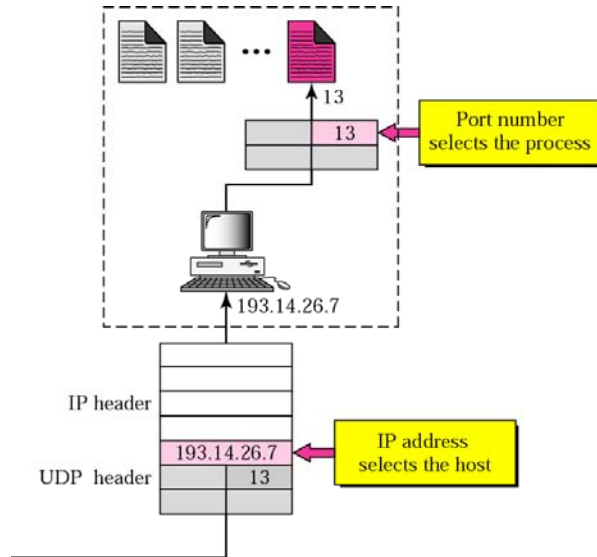 ...
13
13
Port number
selects the process
193.14.26.7
IP header
193.14.26.7
IP address
selects the host
UDP header
13